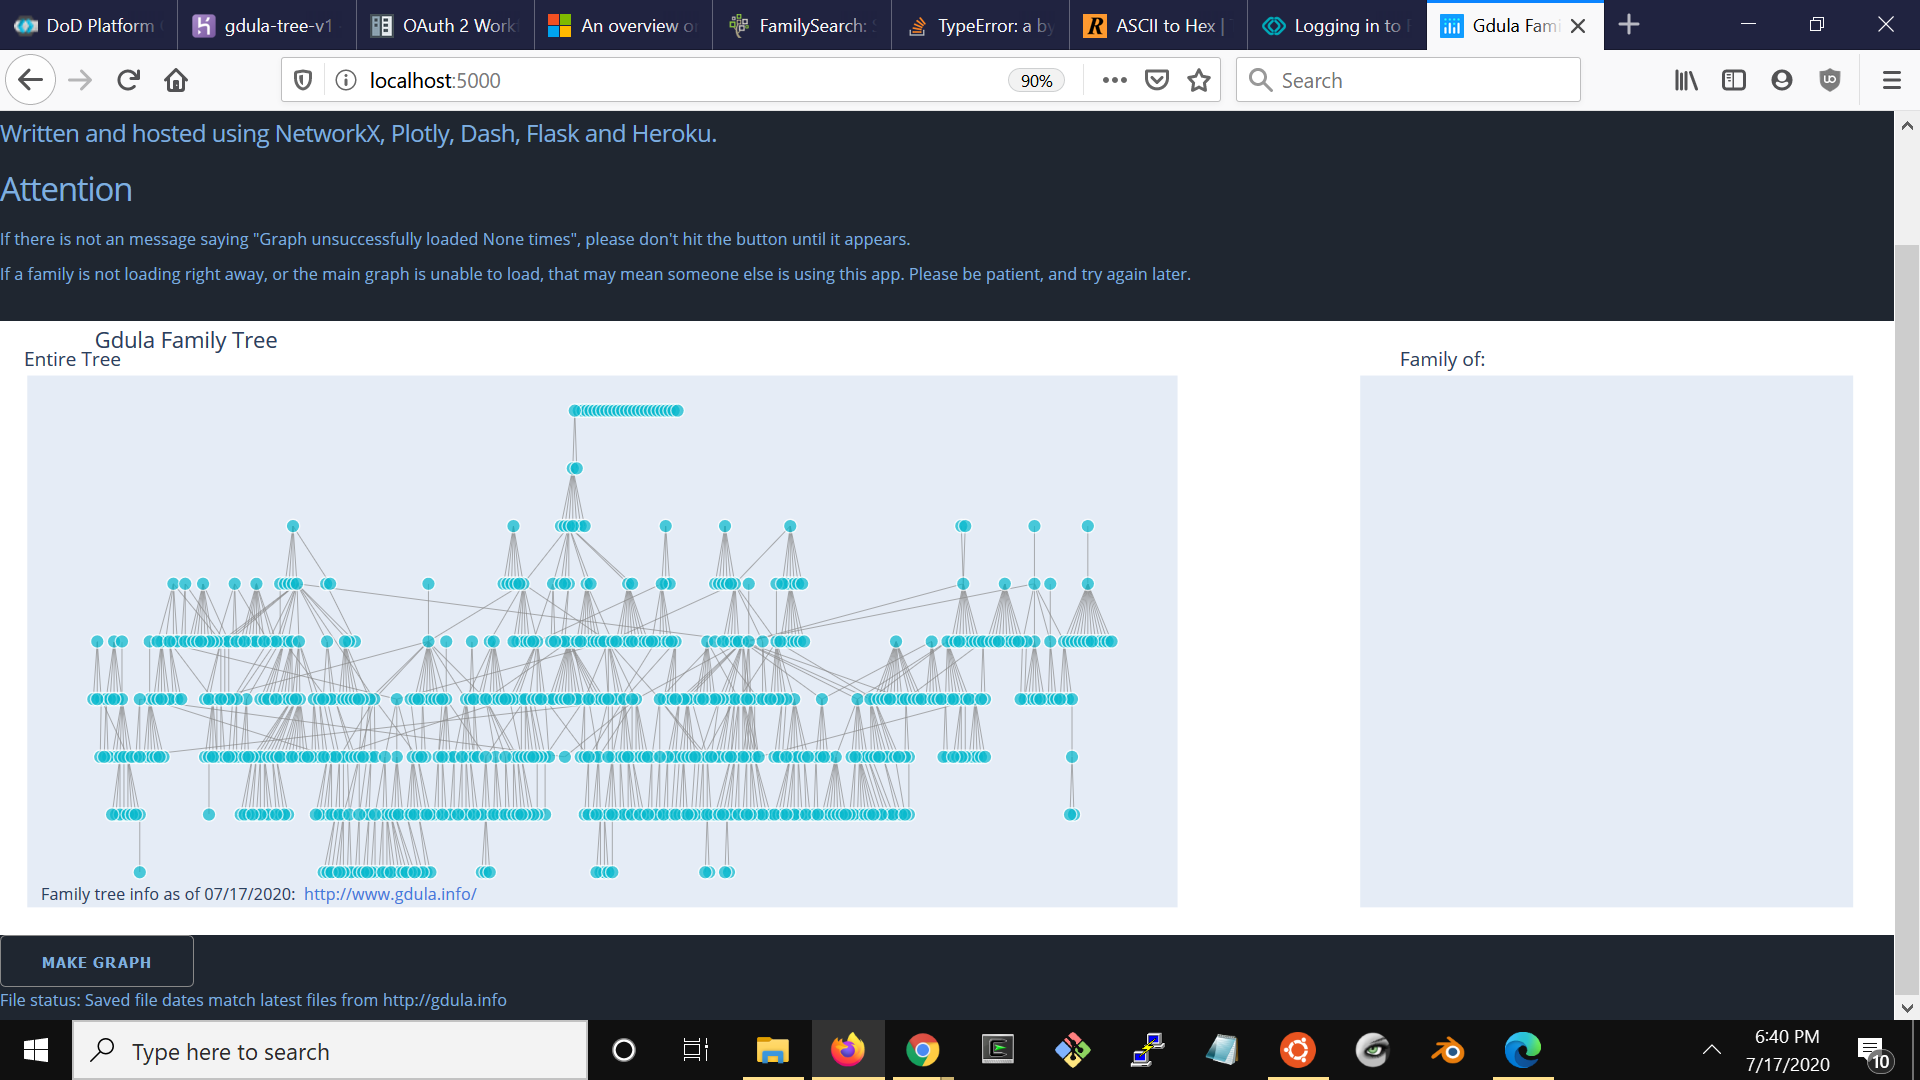 DoD Platform
gdula-tree-v1
OAuth 2 Work
An overview o
FamilySearch:
TypeError: a by
ASCII to Hex |
Logging in to
Gdula Fami
localhost:5000
90%
Search
Written and hosted using NetworkX, Plotly, Dash, Flask and Heroku.
Attention
If there is not an message saying "Graph unsuccessfully loaded None times", please don't hit the button until it appears.
If a family is not loading right away, or the main graph is unable to load, that may mean someone else is using this app. Please be patient, and try again later.
Gdula Family Tree
Entire Tree
Family of:
Family tree info as of 07/17/2020: http://www.gdula.info/
MAKE GRAPH
File status: Saved file dates match latest files from http://gdula.info
Type here to search
6:40 PM
7/17/2020
10